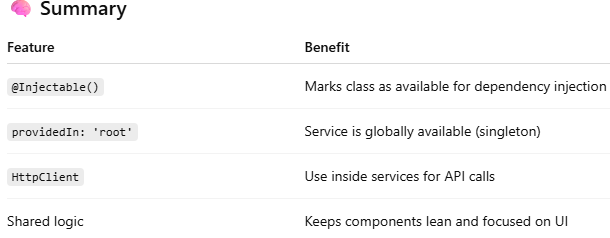 Summary
Feature Benefit
@Injectable() Marks class as available for dependency injection
providedIn: 'root' Service is globally available (singleton)
HttpClient Use inside services for API calls
Shared logic Keeps components lean and focused on UI